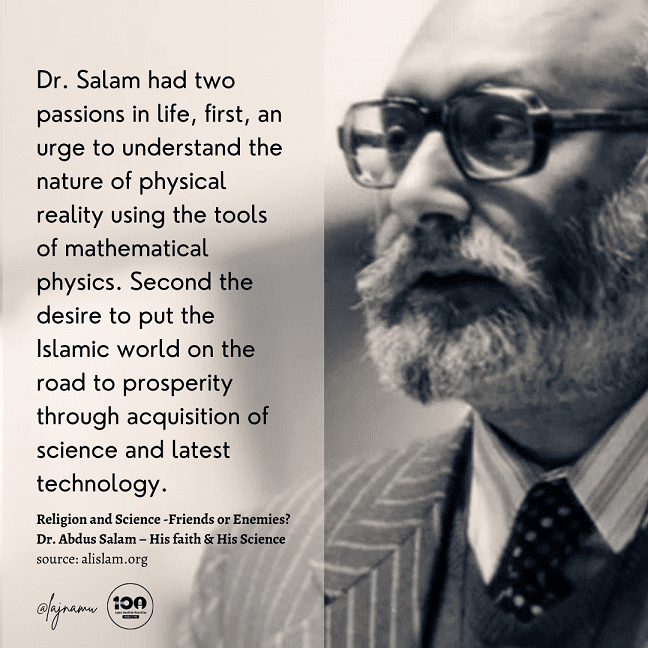 Dr. Salam had two
passions in life, first, an
urge to understand the
nature of physical
reality using the tools
of mathematical
physics. Second the
desire to put the
Islamic world on the
road to prosperity
through acquisition of
science and latest
technology.
Religion and Science -Friends or Enemies?
Dr. Abdus Salam – His faith & His Science
source: alislam.org
@lajnamu
100